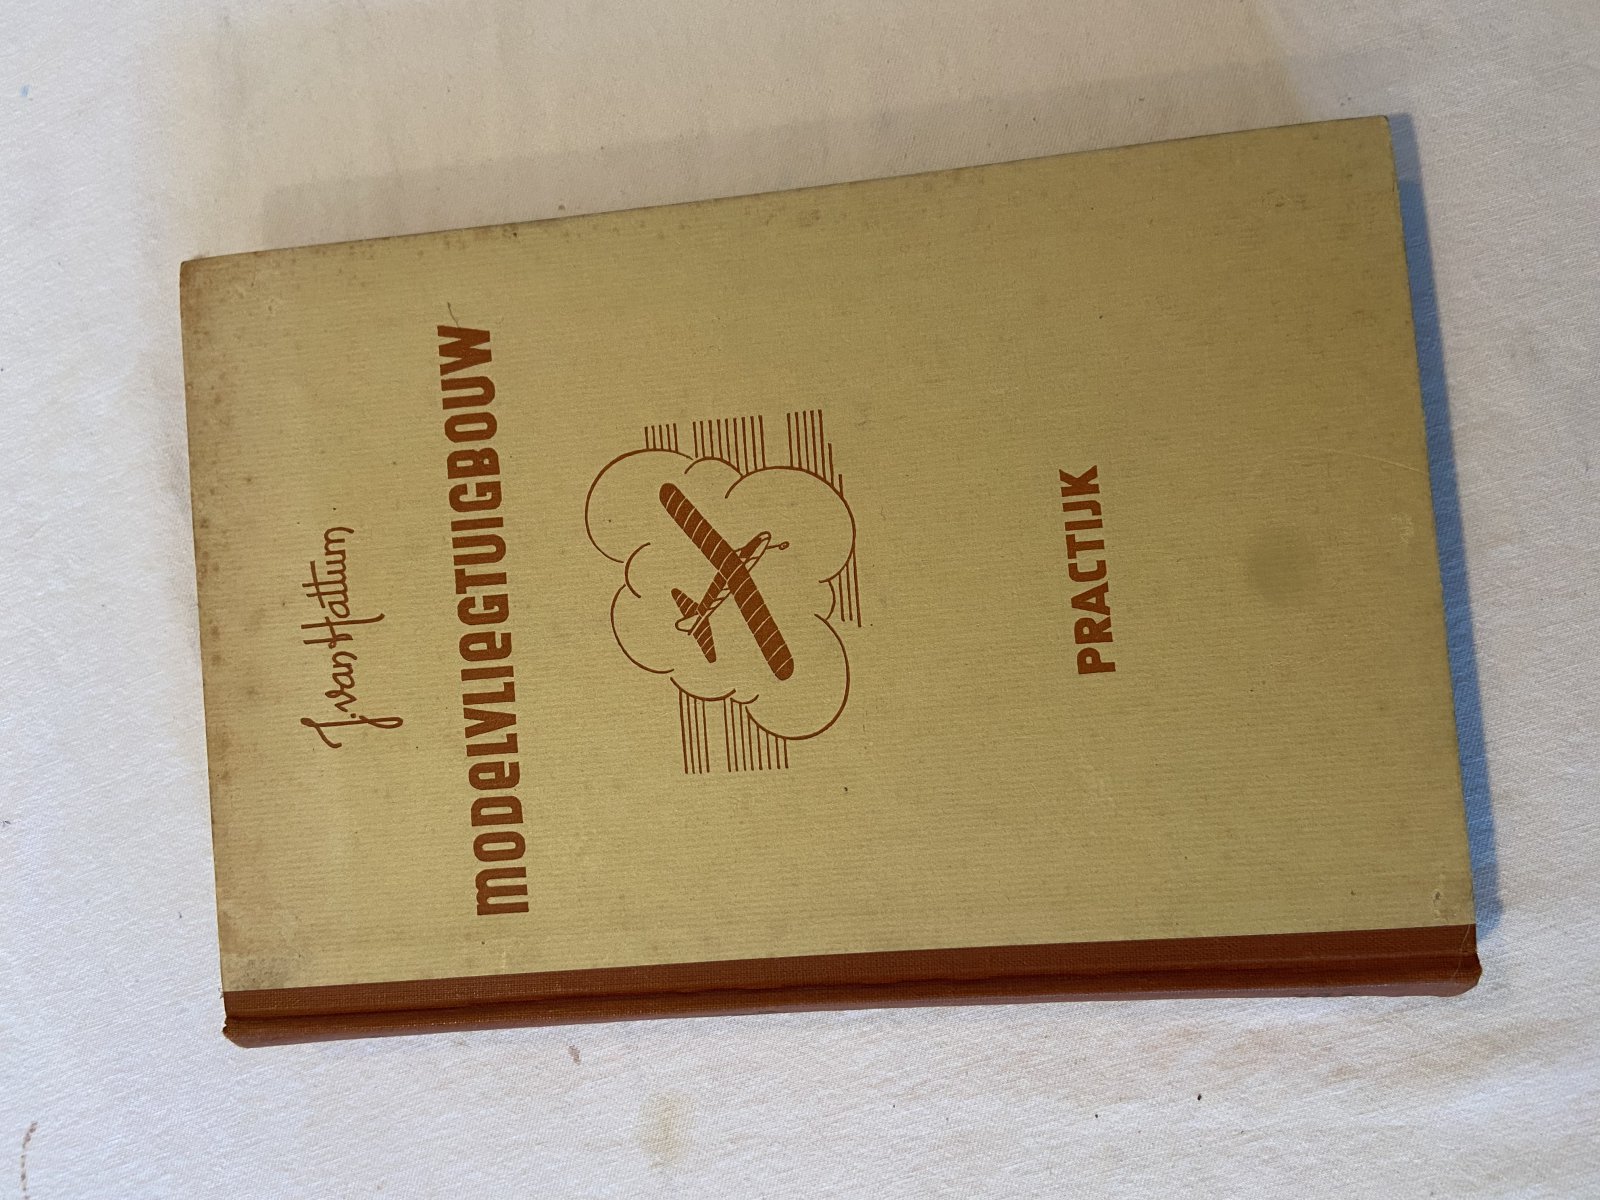 J. van Hattum
mODeLVLIeGTUIGBOUW
PRACTIJK